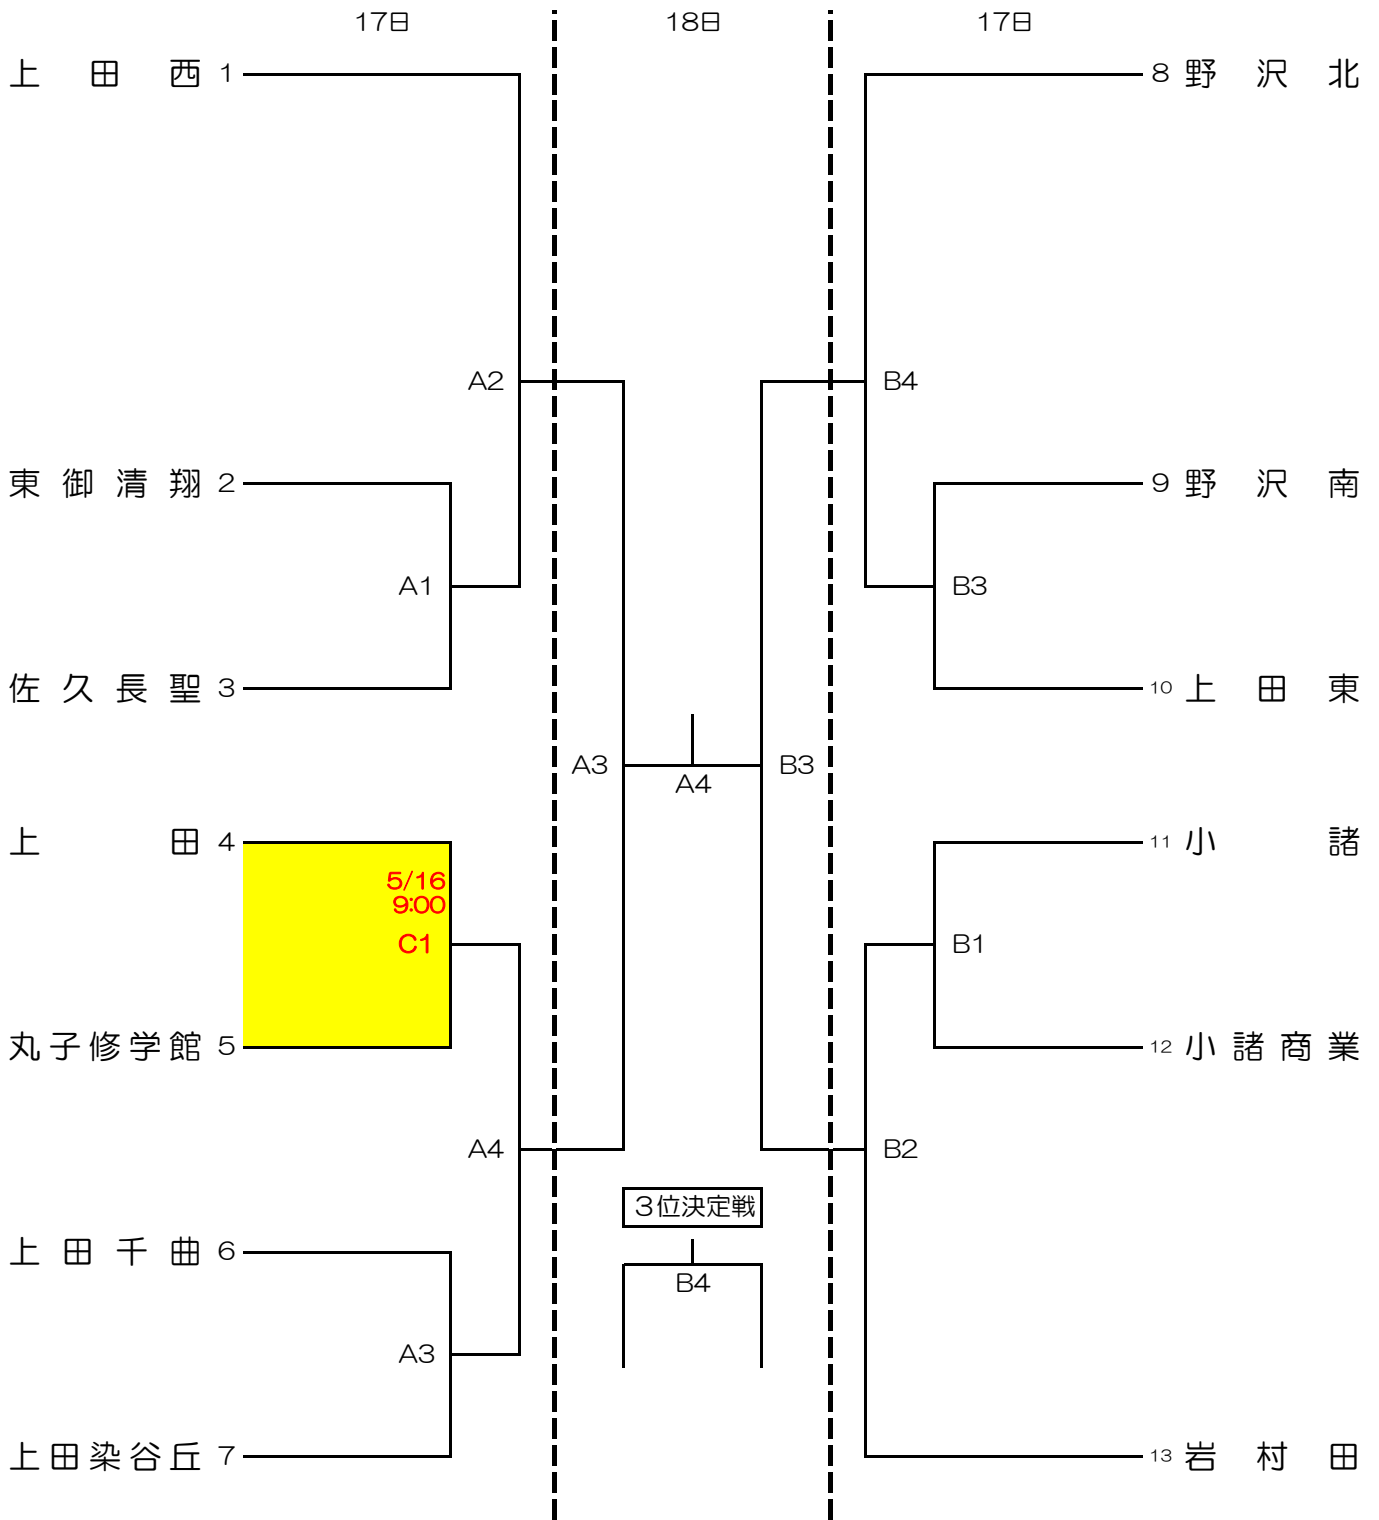 17日
18日
17日
上田西 1
8 野沢北
A2
B4
東御清翔 2
9 野沢南
A1
B3
佐久長聖 3
10 上田東
A3
A4
B3
上田 4
11 小諸
5/16
9:00
C1
B1
丸子修学館 5
12 小諸商業
A4
B2
3位決定戦
上田千曲 6
B4
A3
上田染谷丘 7
13 岩村田